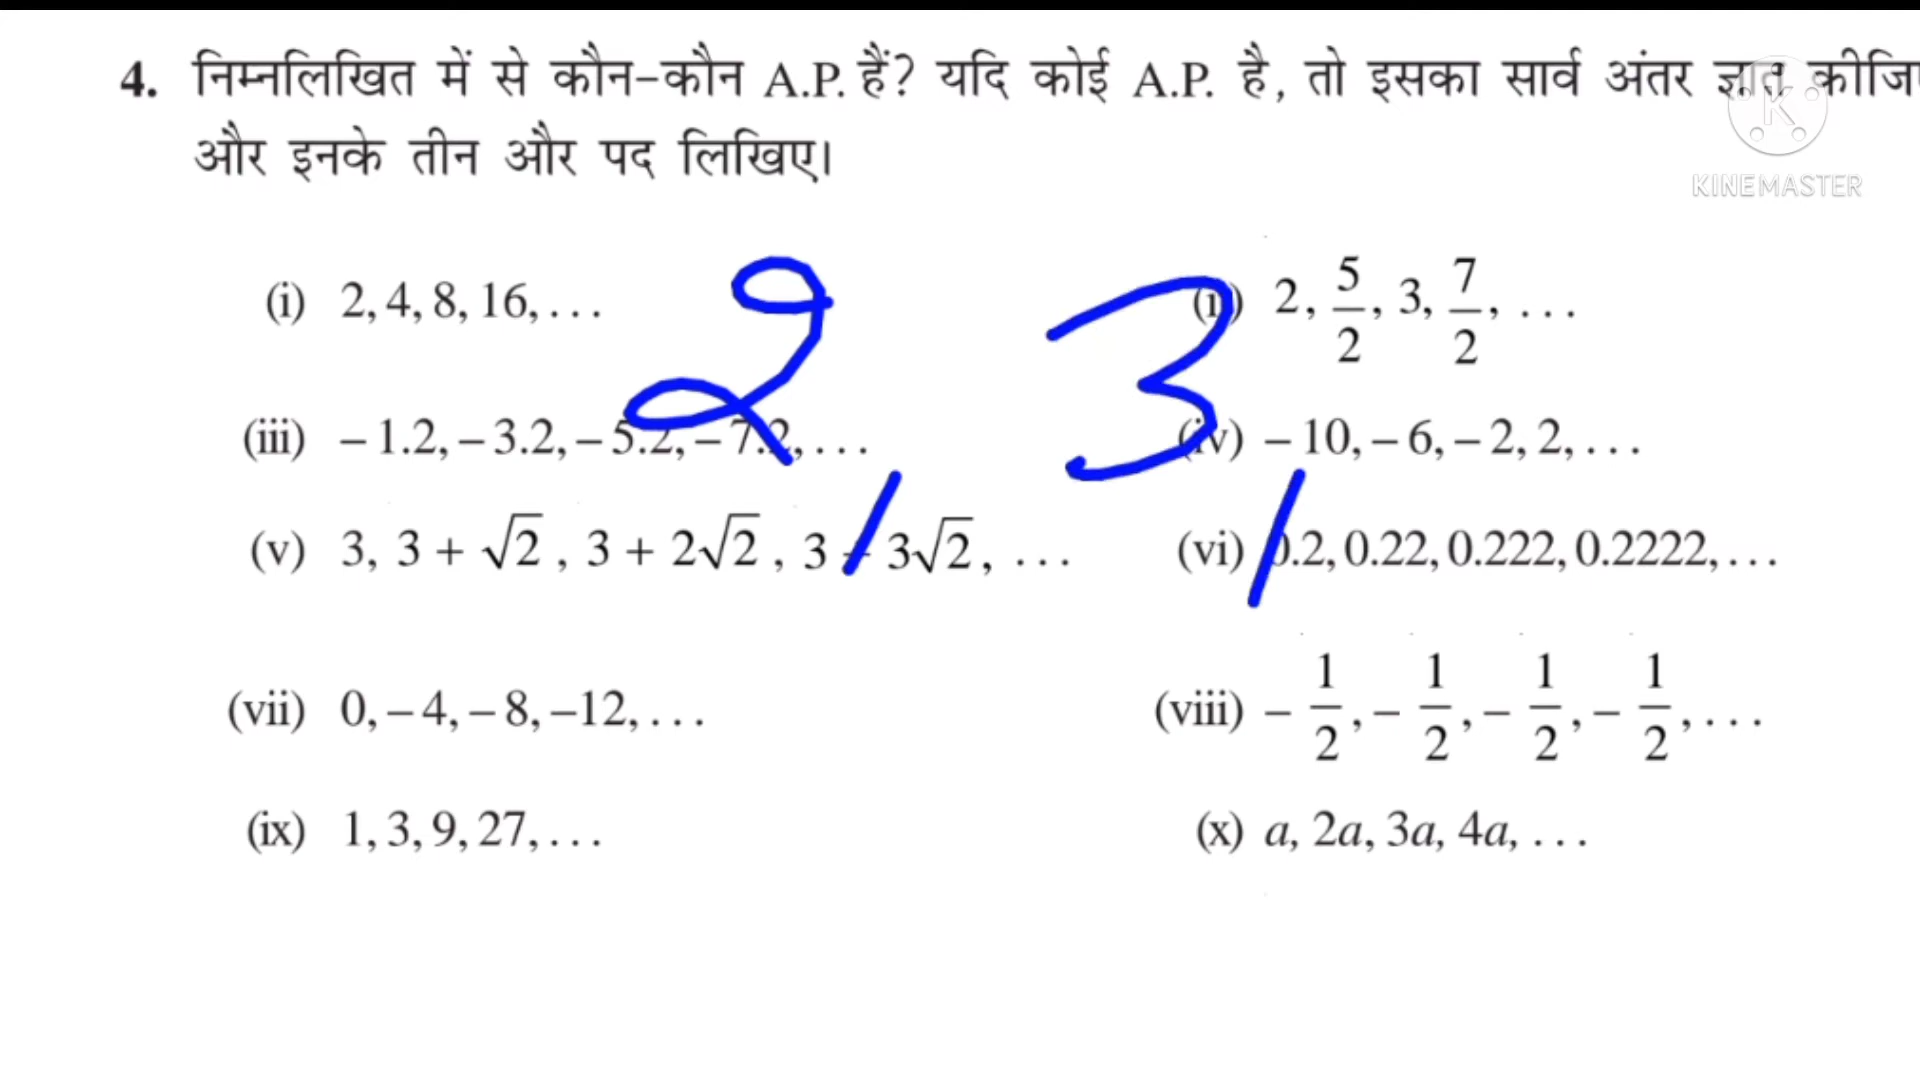 4. निम्नलिखित में से कौन-कौन A.P. हैं? यदि कोई A.P. है, तो इसका सार्व अंतर ज्ञात कीजिए
और इनके तीन और पद लिखिए।
KINEMASTER
(i) 2, 4, 8, 16, . . . (ii) 2, 5/2, 3, 7/2, . . .
2, 3,
(iii) – 1.2, – 3.2, – 5.2, – 7.2, . . . (iv) – 10, – 6, – 2, 2, . . .
(v) 3, 3 + √2, 3 + 2√2, 3 + 3√2, . . . (vi) 0.2, 0.22, 0.222, 0.2222, . . .
(vii) 0, – 4, – 8, –12, . . . (viii) – 1/2, – 1/2, – 1/2, – 1/2, . . .
(ix) 1, 3, 9, 27, . . . (x) a, 2a, 3a, 4a, . . .